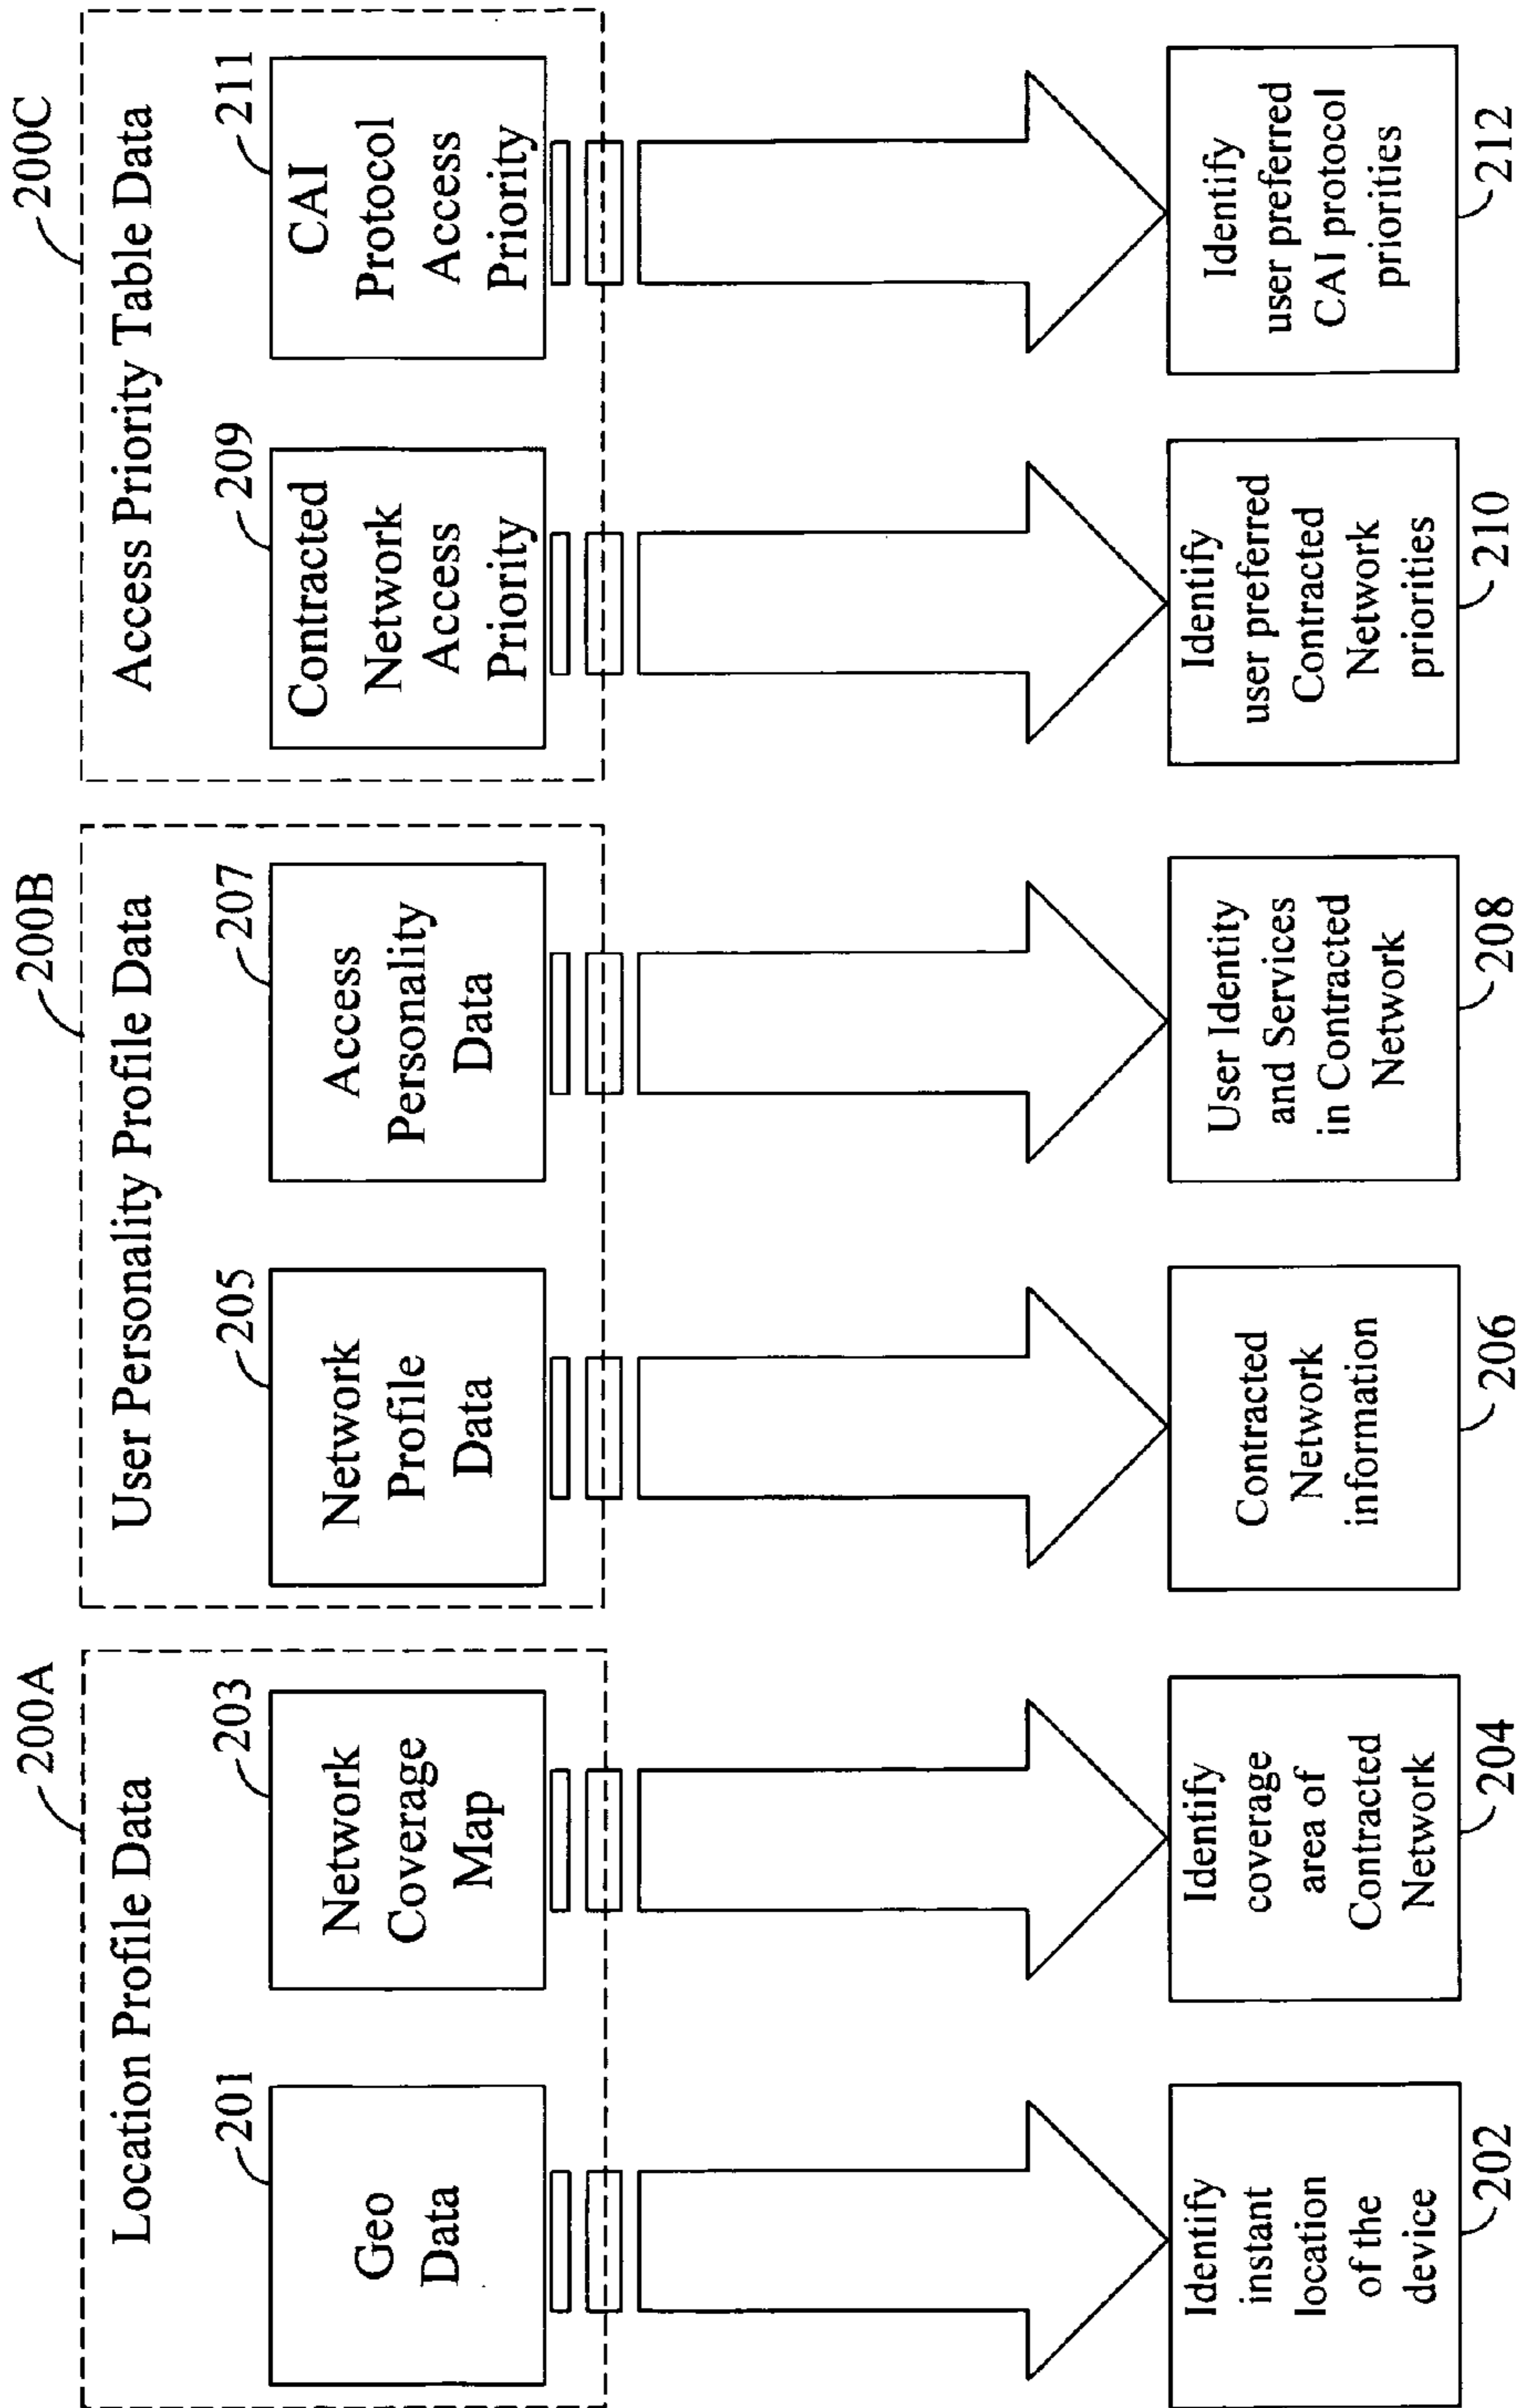 200A
Location Profile Data
201
Geo
Data
203
Network
Coverage
Map
Identify
instant
location
of the
device
202
Identify
coverage
area of
Contracted
Network
204
200B
User Personality Profile Data
205
Network
Profile
Data
207
Access
Personality
Data
Contracted
Network
information
206
User Identity
and Services
in Contracted
Network
208
200C
Access Priority Table Data
209
Contracted
Network
Access
Priority
211
CAI
Protocol
Access
Priority
Identify
user preferred
Contracted
Network
priorities
210
Identify
user preferred
CAI protocol
priorities
212